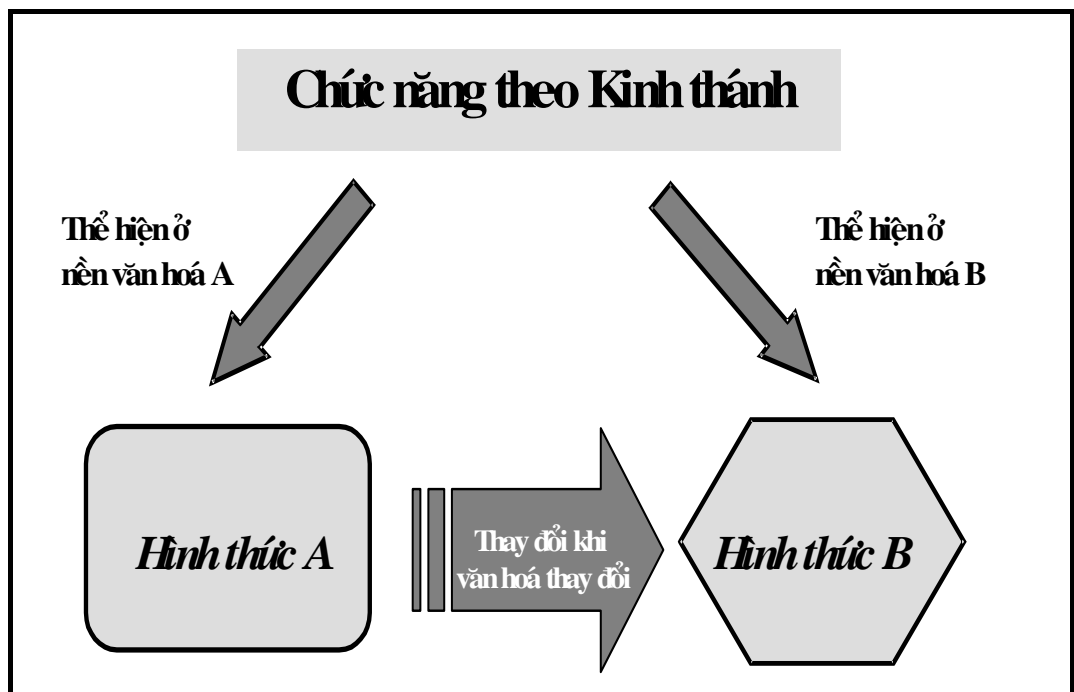 Chức năng theo Kinh thánh
Thể hiện ở
nền văn hoá A
Thể hiện ở
nền văn hoá B
Hình thức A
Thay đổi khi
văn hoá thay đổi
Hình thức B